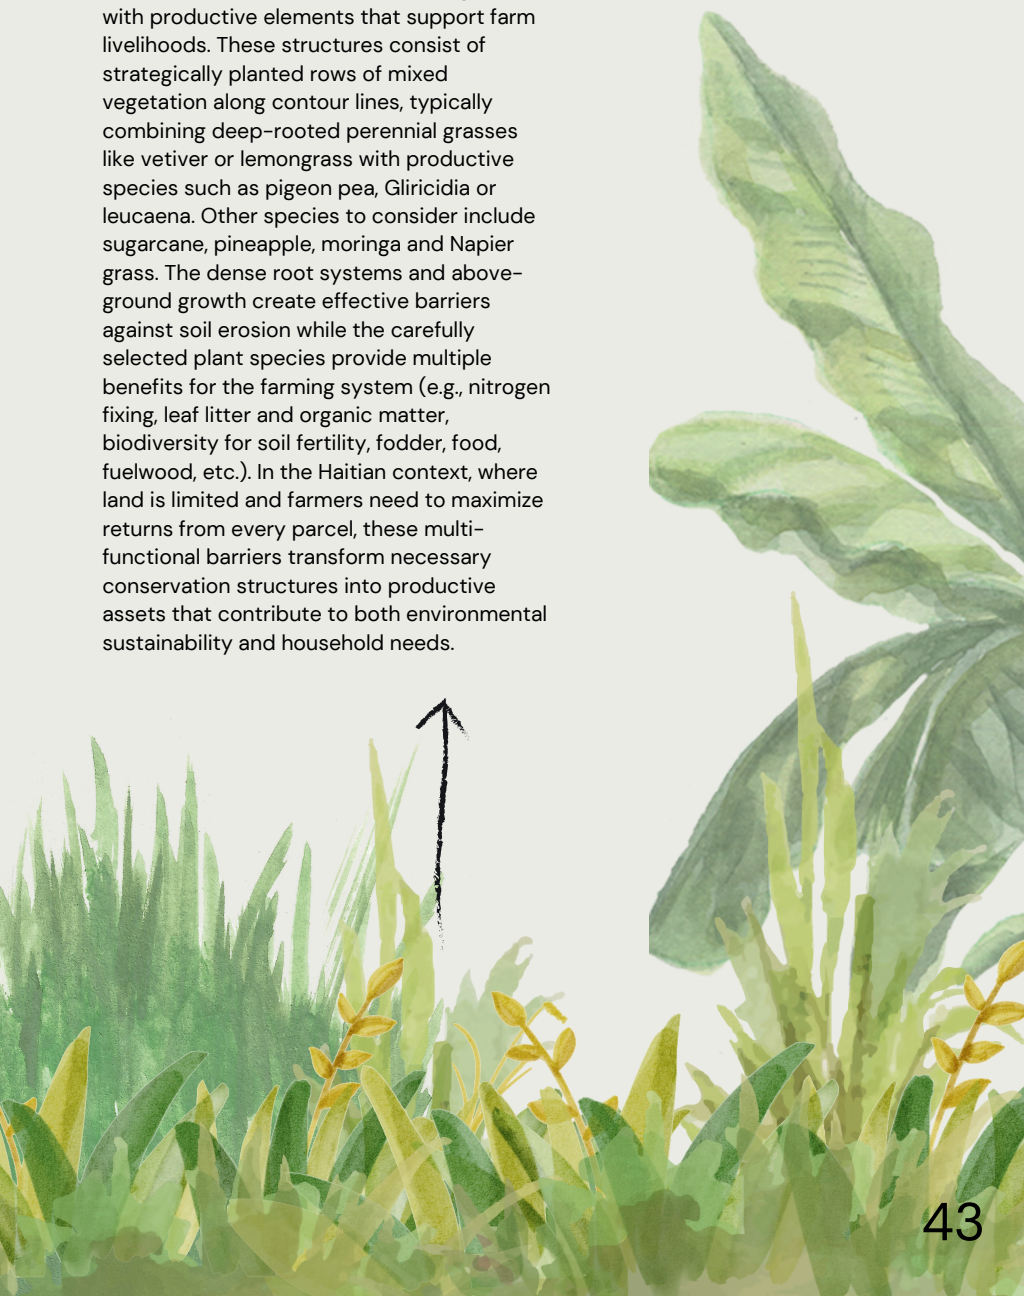 with productive elements that support farm
livelihoods. These structures consist of
strategically planted rows of mixed
vegetation along contour lines, typically
combining deep-rooted perennial grasses
like vetiver or lemongrass with productive
species such as pigeon pea, Gliricidia or
leucaena. Other species to consider include
sugarcane, pineapple, moringa and Napier
grass. The dense root systems and above-
ground growth create effective barriers
against soil erosion while the carefully
selected plant species provide multiple
benefits for the farming system (e.g., nitrogen
fixing, leaf litter and organic matter,
biodiversity for soil fertility, fodder, food,
fuelwood, etc.). In the Haitian context, where
land is limited and farmers need to maximize
returns from every parcel, these multi-
functional barriers transform necessary
conservation structures into productive
assets that contribute to both environmental
sustainability and household needs.
43